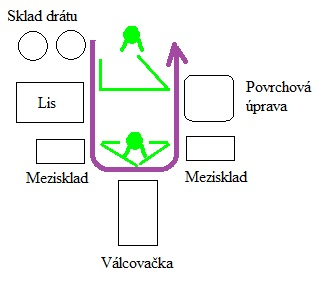 Sklad drátu
Lis
Povrchová
úprava
Mezisklad
Mezisklad
Válcovačka